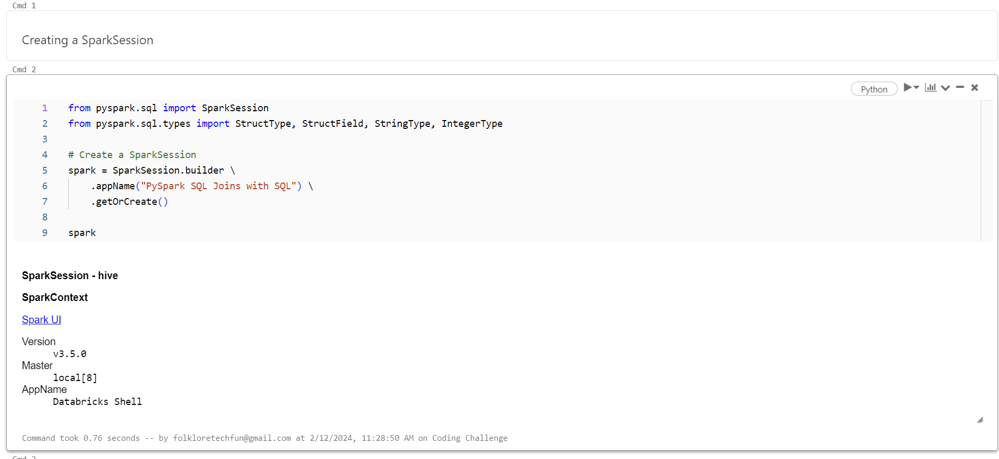 Cmd 1
Creating a SparkSession
Cmd 2
Python
1 from pyspark.sql import SparkSession
2 from pyspark.sql.types import StructType, StructField, StringType, IntegerType
3
4 # Create a SparkSession
5 spark = SparkSession.builder \
6     .appName("PySpark SQL Joins with SQL") \
7     .getOrCreate()
8
9 spark
SparkSession - hive
SparkContext
Spark UI
Version
v3.5.0
Master
local[8]
AppName
Databricks Shell
Command took 0.76 seconds -- by folkloretechfun@gmail.com at 2/12/2024, 11:28:50 AM on Coding Challenge
Cmd 3